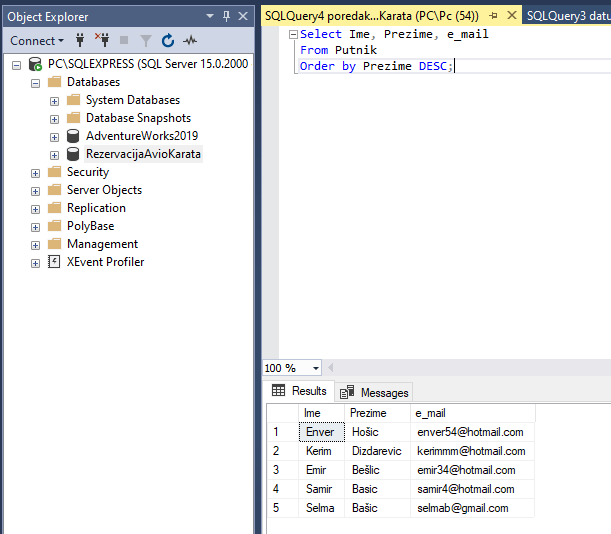 Object Explorer
Connect
PC\SQLEXPRESS (SQL Server 15.0.2000
Databases
System Databases
Database Snapshots
AdventureWorks2019
RezervacijaAvioKarata
Security
Server Objects
Replication
PolyBase
Management
XEvent Profiler
SQLQuery4 poredak...Karata (PC\Pc (54)) SQLQuery3 datu
Select Ime, Prezime, e_mail
From Putnik
Order by Prezime DESC;
100 %
Results Messages
Ime Prezime e_mail
1 Enver Hošic enver54@hotmail.com
2 Kerim Dizdarevic kerimmm@hotmail.com
3 Emir Bešlic emir34@hotmail.com
4 Samir Basic samir4@hotmail.com
5 Selma Bašic selmab@gmail.com